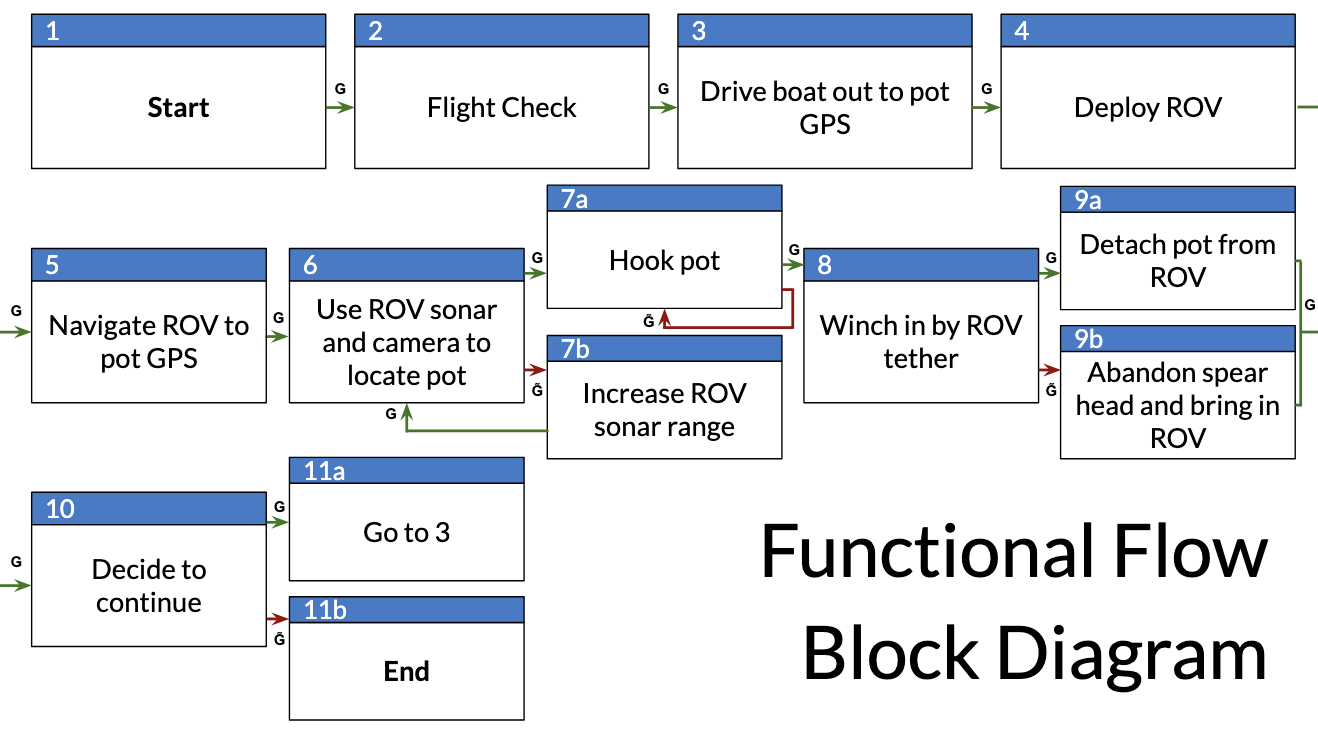 1
Start
G
2
Flight Check
G
3
Drive boat out to pot
GPS
G
4
Deploy ROV
G
5
Navigate ROV to
pot GPS
G
6
Use ROV sonar
and camera to
locate pot
G
7a
Hook pot
G
G̃
G̃
7b
Increase ROV
sonar range
G
8
Winch in by ROV
tether
G
9a
Detach pot from
ROV
G̃
9b
Abandon spear
head and bring in
ROV
G
G
10
Decide to
continue
G
11a
Go to 3
G̃
11b
End
Functional Flow
Block Diagram